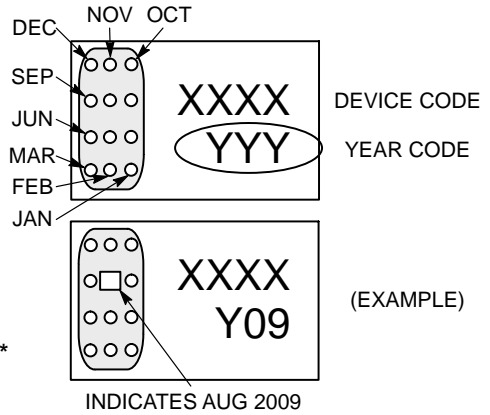 NOV OCT
DEC
SEP
XXXX DEVICE CODE
JUN
YYY YEAR CODE
MAR
FEB
JAN
XXXX
(EXAMPLE)
Y09
*
INDICATES AUG 2009